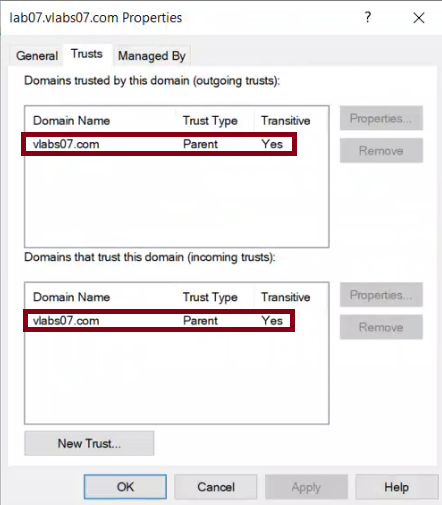 lab07.vlabs07.com Properties ? ×
General Trusts Managed By
Domains trusted by this domain (outgoing trusts):
Domain Name Trust Type Transitive Properties...
vlabs07.com Parent Yes Remove
Domains that trust this domain (incoming trusts):
Domain Name Trust Type Transitive Properties...
vlabs07.com Parent Yes Remove
New Trust...
OK Cancel Apply Help